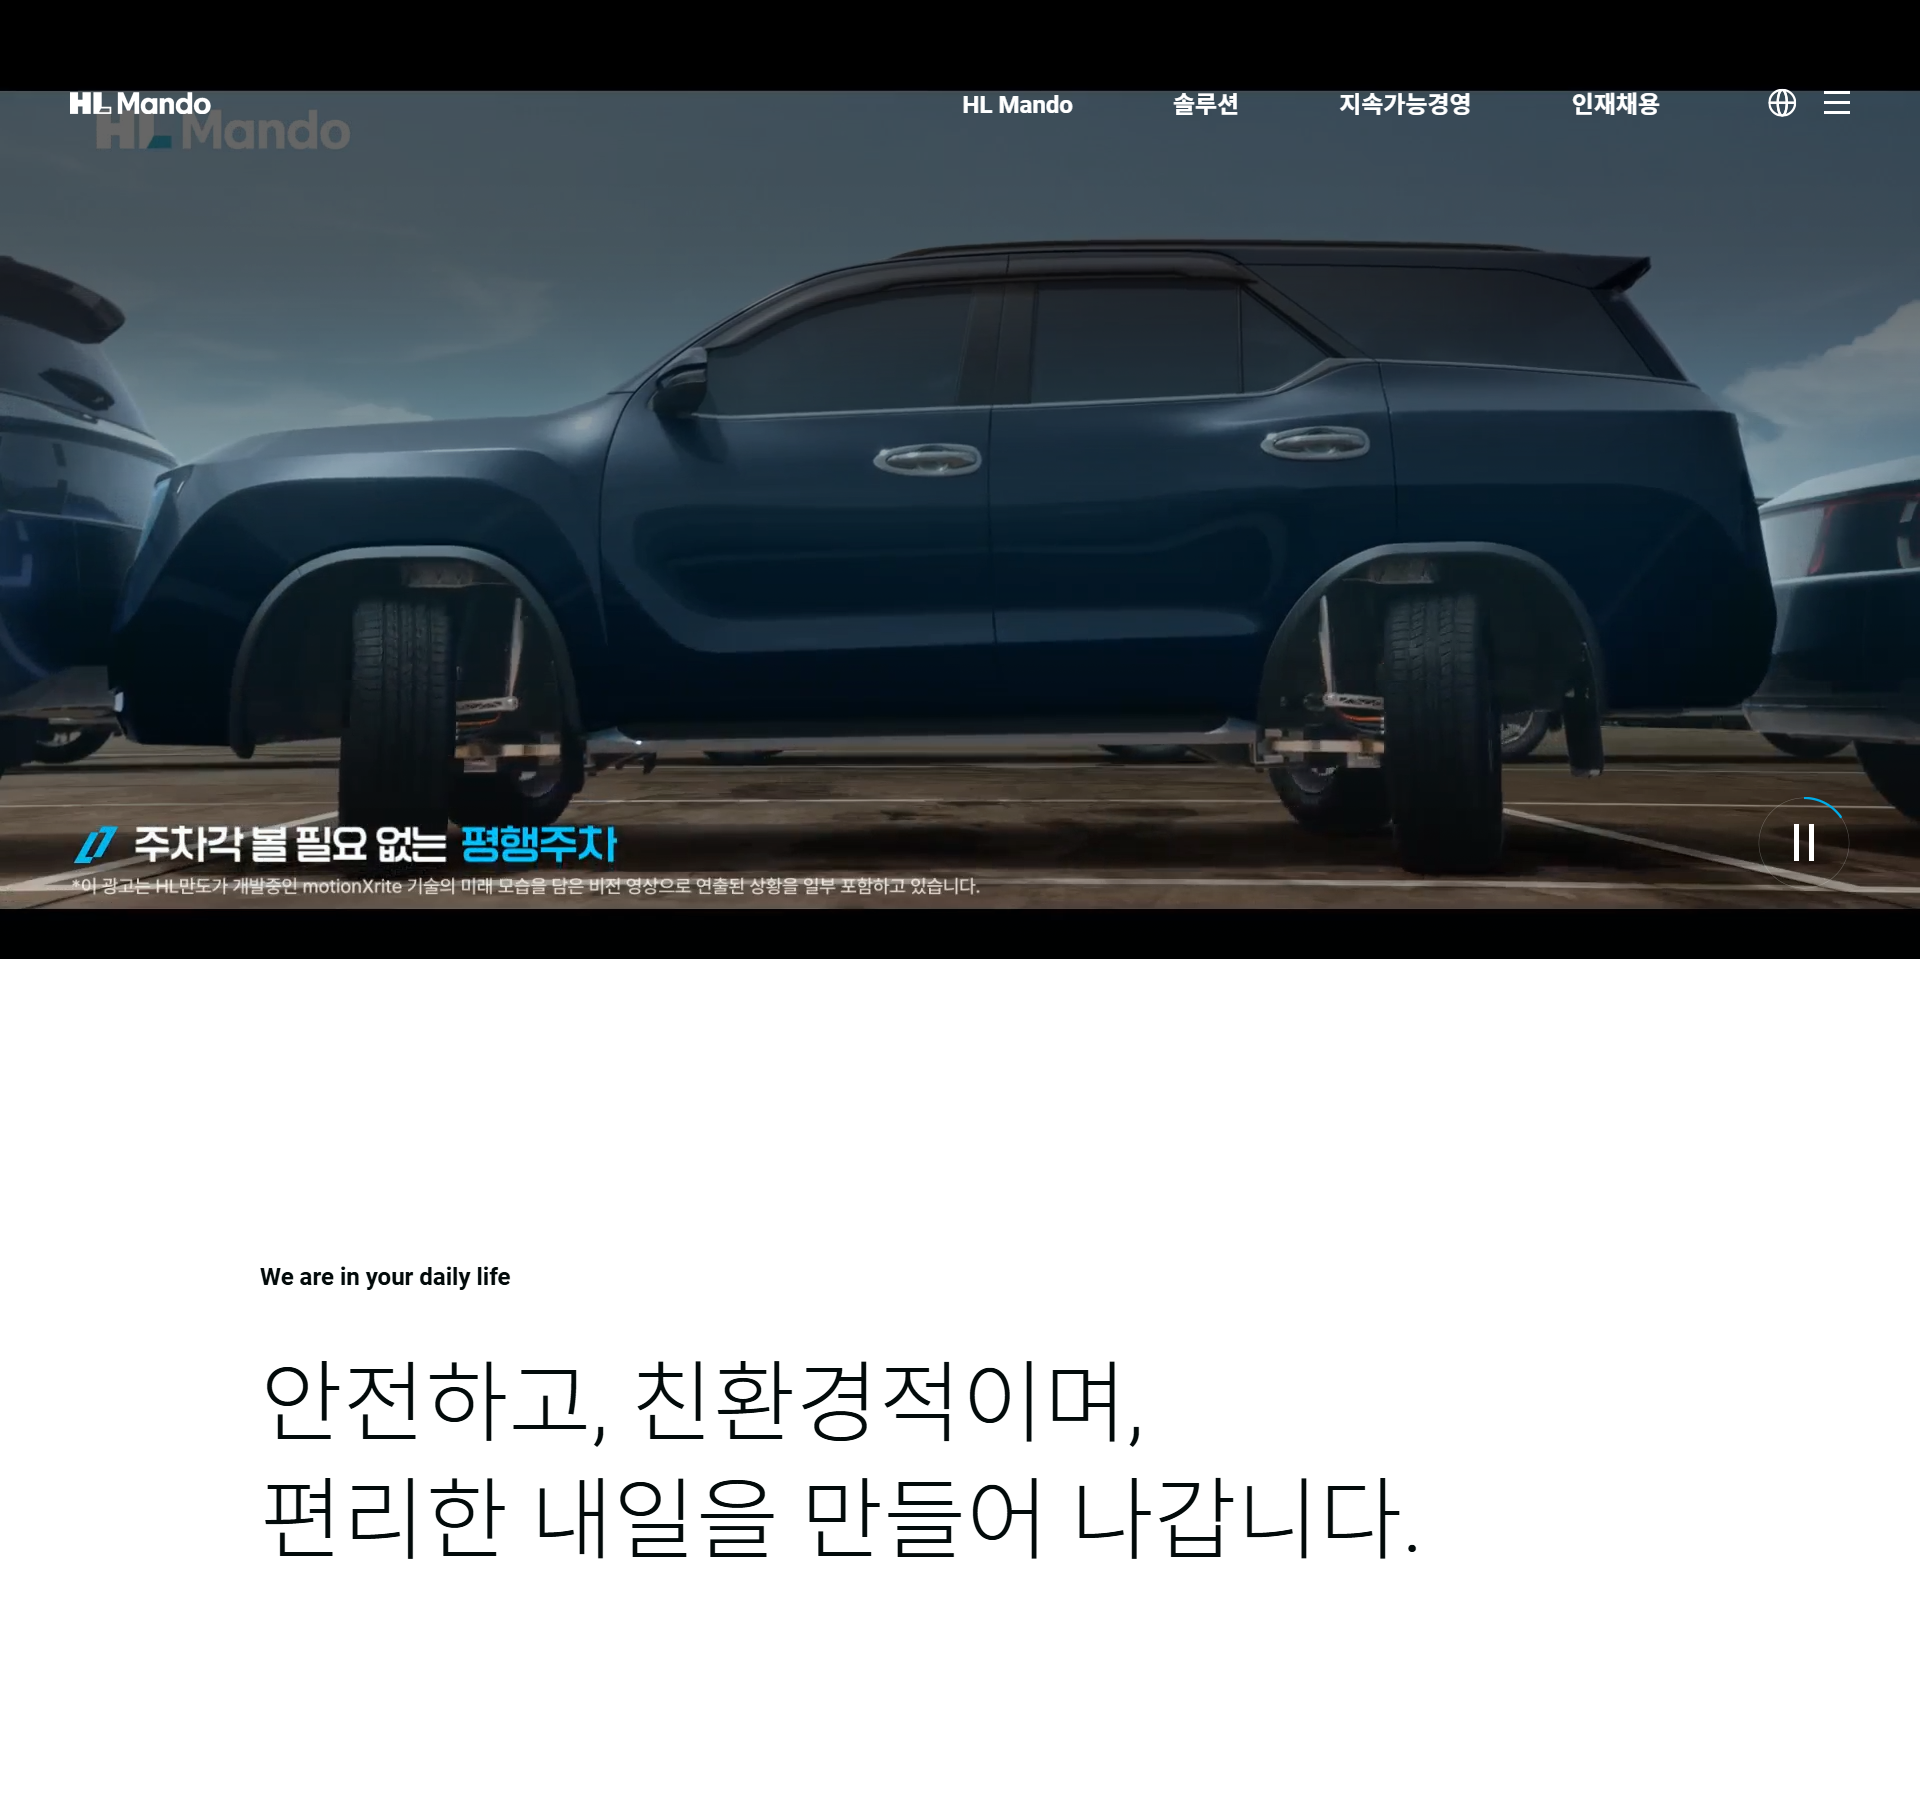 HL Mando
HL Mando 솔루션 지속가능경영 인재채용
HL Mando
주차각 볼 필요 없는 평행주차
*이 광고는 HL만도가 개발중인 motionXrite 기술의 미래 모습을 담은 비전 영상으로 연출된 상황을 일부 포함하고 있습니다.
We are in your daily life
안전하고, 친환경적이며,
편리한 내일을 만들어 나갑니다.